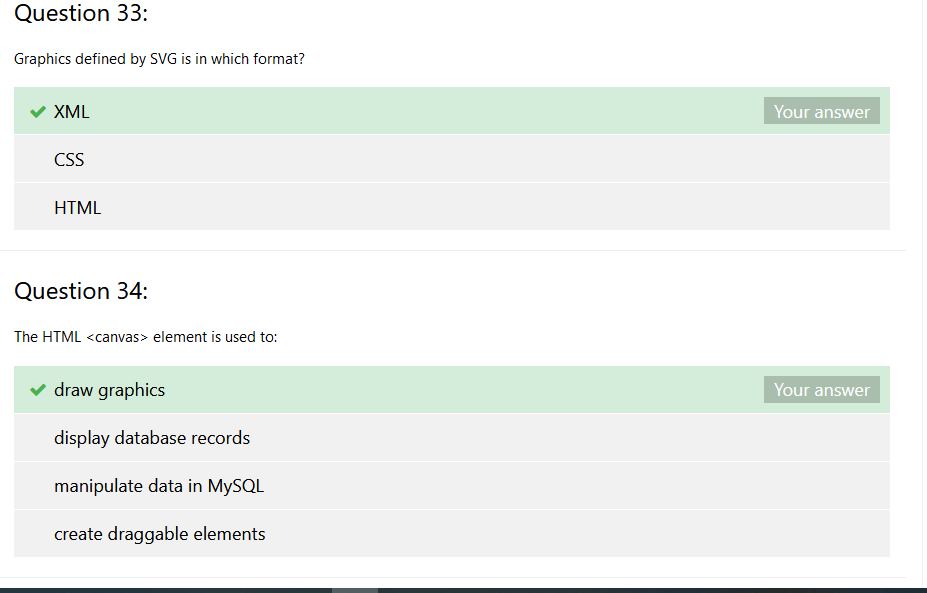 Question 33:
Graphics defined by SVG is in which format?
XML Your answer
CSS
HTML
Question 34:
The HTML <canvas> element is used to:
draw graphics Your answer
display database records
manipulate data in MySQL
create draggable elements